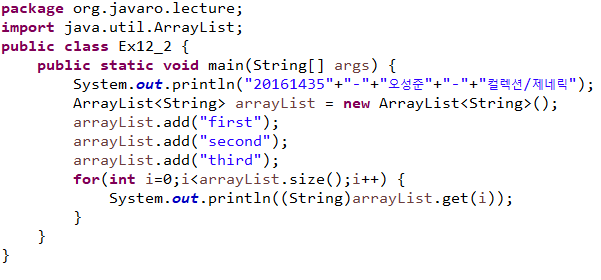 package org.javaro.lecture;
import java.util.ArrayList;
public class Ex12_2 {
    public static void main(String[] args) {
        System.out.println("20161435"+"-"+"오성준"+"-"+"컬렉션/제네릭");
        ArrayList<String> arrayList = new ArrayList<String>();
        arrayList.add("first");
        arrayList.add("second");
        arrayList.add("third");
        for(int i=0;i<arrayList.size();i++) {
            System.out.println((String)arrayList.get(i));
        }
    }
}